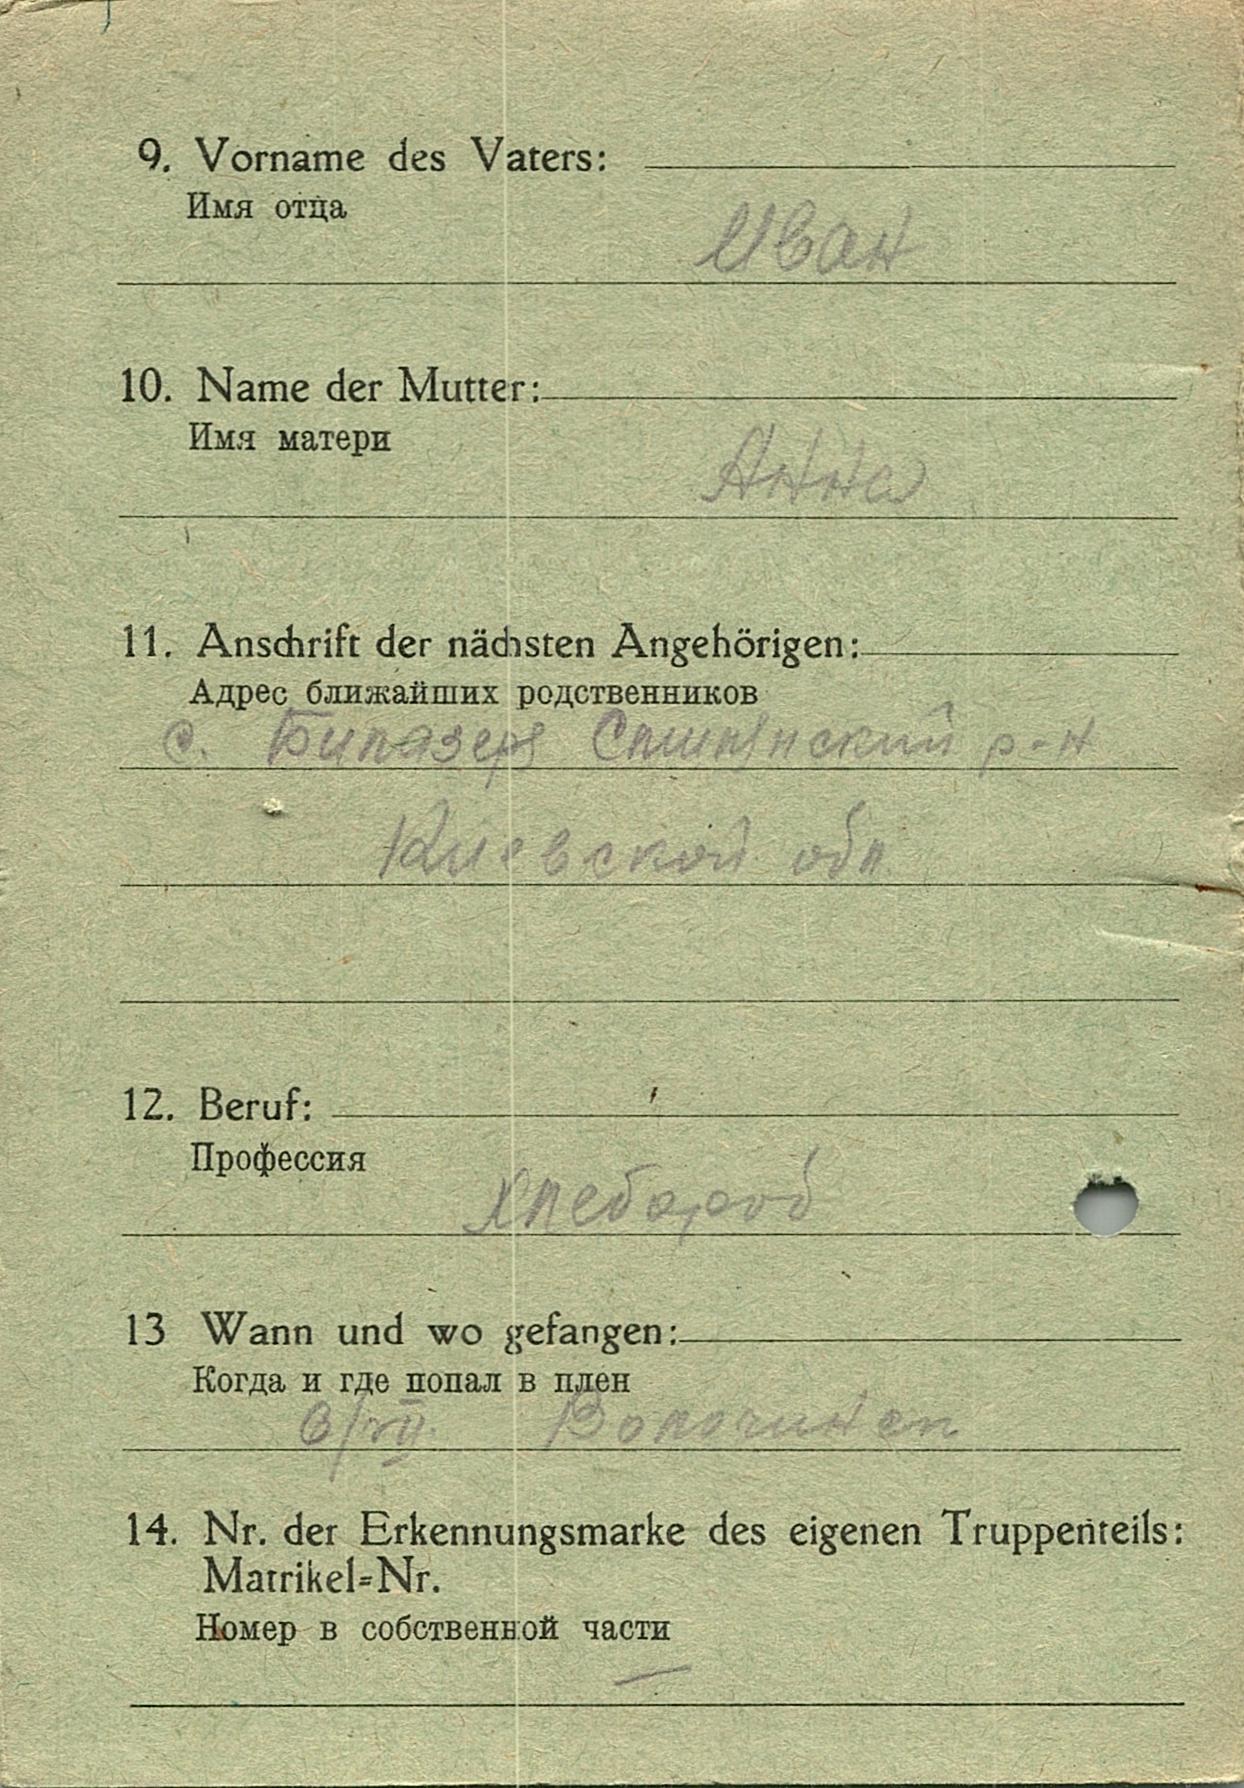 9. Vorname des Vaters:
Имя отца
Иван
10. Name der Mutter:
Имя матери
Анна
11. Anschrift der nächsten Angehörigen:
Адрес ближайших родственников
с. р-н
Киевской обл.
12. Beruf:
Профессия
Хлебороб
13 Wann und wo gefangen:
Когда и где попал в плен
6/VII.
14. Nr. der Erkennungsmarke des eigenen Truppenteils:
Matrikel=Nr.
Номер в собственной части
—